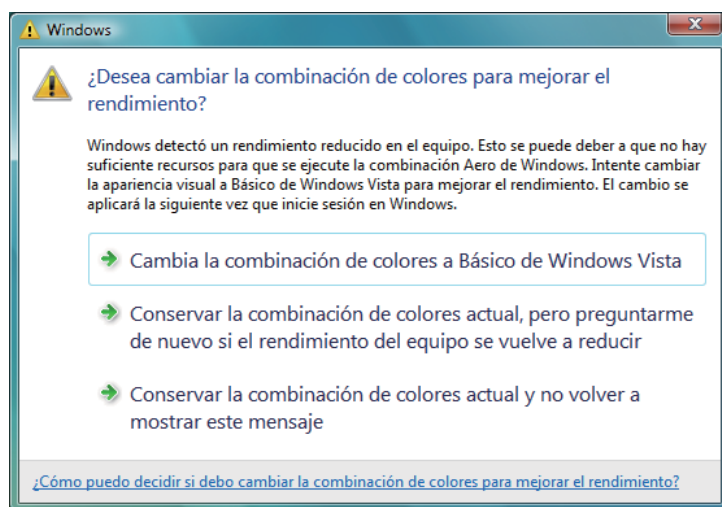 Windows
¿Desea cambiar la combinación de colores para mejorar el
rendimiento?
Windows detectó un rendimiento reducido en el equipo. Esto se puede deber a que no hay
suficiente recursos para que se ejecute la combinación Aero de Windows. Intente cambiar
la apariencia visual a Básico de Windows Vista para mejorar el rendimiento. El cambio se
aplicará la siguiente vez que inicie sesión en Windows.
Cambia la combinación de colores a Básico de Windows Vista
Conservar la combinación de colores actual, pero preguntarme
de nuevo si el rendimiento del equipo se vuelve a reducir
Conservar la combinación de colores actual y no volver a
mostrar este mensaje
¿Cómo puedo decidir si debo cambiar la combinación de colores para mejorar el rendimiento?